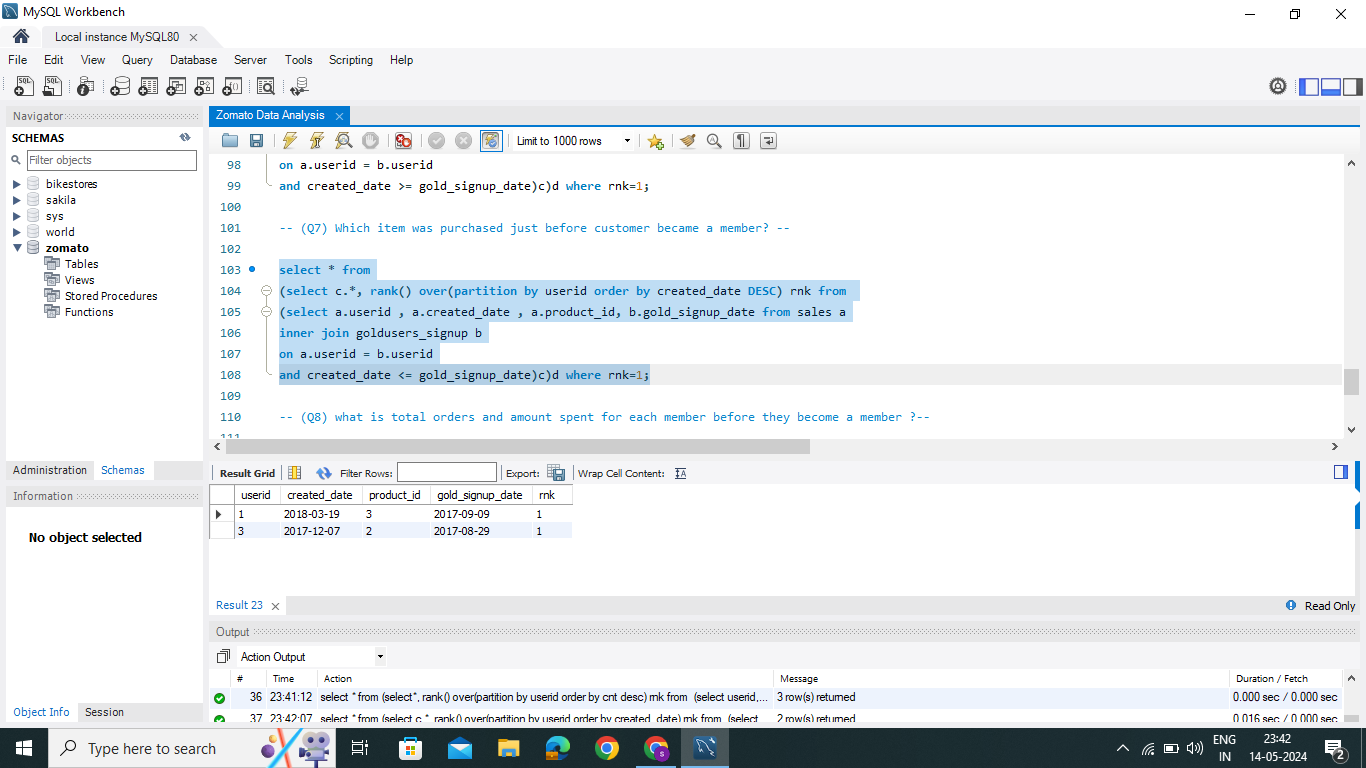 MySQL Workbench
Local instance MySQL80
File Edit View Query Database Server Tools Scripting Help
Navigator
SCHEMAS
Filter objects
bikestores
sakila
sys
world
zomato
Tables
Views
Stored Procedures
Functions
Administration Schemas
Information
No object selected
Object Info Session
Zomato Data Analysis
Limit to 1000 rows
98 on a.userid = b.userid
99 and created_date >= gold_signup_date)c)d where rnk=1;
100
101 -- (Q7) Which item was purchased just before customer became a member? --
102
103 select * from
104 (select c.*, rank() over(partition by userid order by created_date DESC) rnk from
105 (select a.userid , a.created_date , a.product_id, b.gold_signup_date from sales a
106 inner join goldusers_signup b
107 on a.userid = b.userid
108 and created_date <= gold_signup_date)c)d where rnk=1;
109
110 -- (Q8) what is total orders and amount spent for each member before they become a member ?--
111
Result Grid Filter Rows: Export: Wrap Cell Content:
userid created_date product_id gold_signup_date rnk
1 2018-03-19 3 2017-09-09 1
3 2017-12-07 2 2017-08-29 1
Result 23
Read Only
Output
Action Output
# Time Action Message Duration / Fetch
36 23:41:12 select * from (select*, rank() over(partition by userid order by cnt desc) rnk from (select userid,... 3 row(s) returned 0.000 sec / 0.000 sec
37 23:42:07 select * from (select c.*, rank() over(partition by userid order by created_date) rnk from (select 2 row(s) returned 0.016 sec / 0.000 sec
Type here to search
ENG
IN
23:42
14-05-2024
2